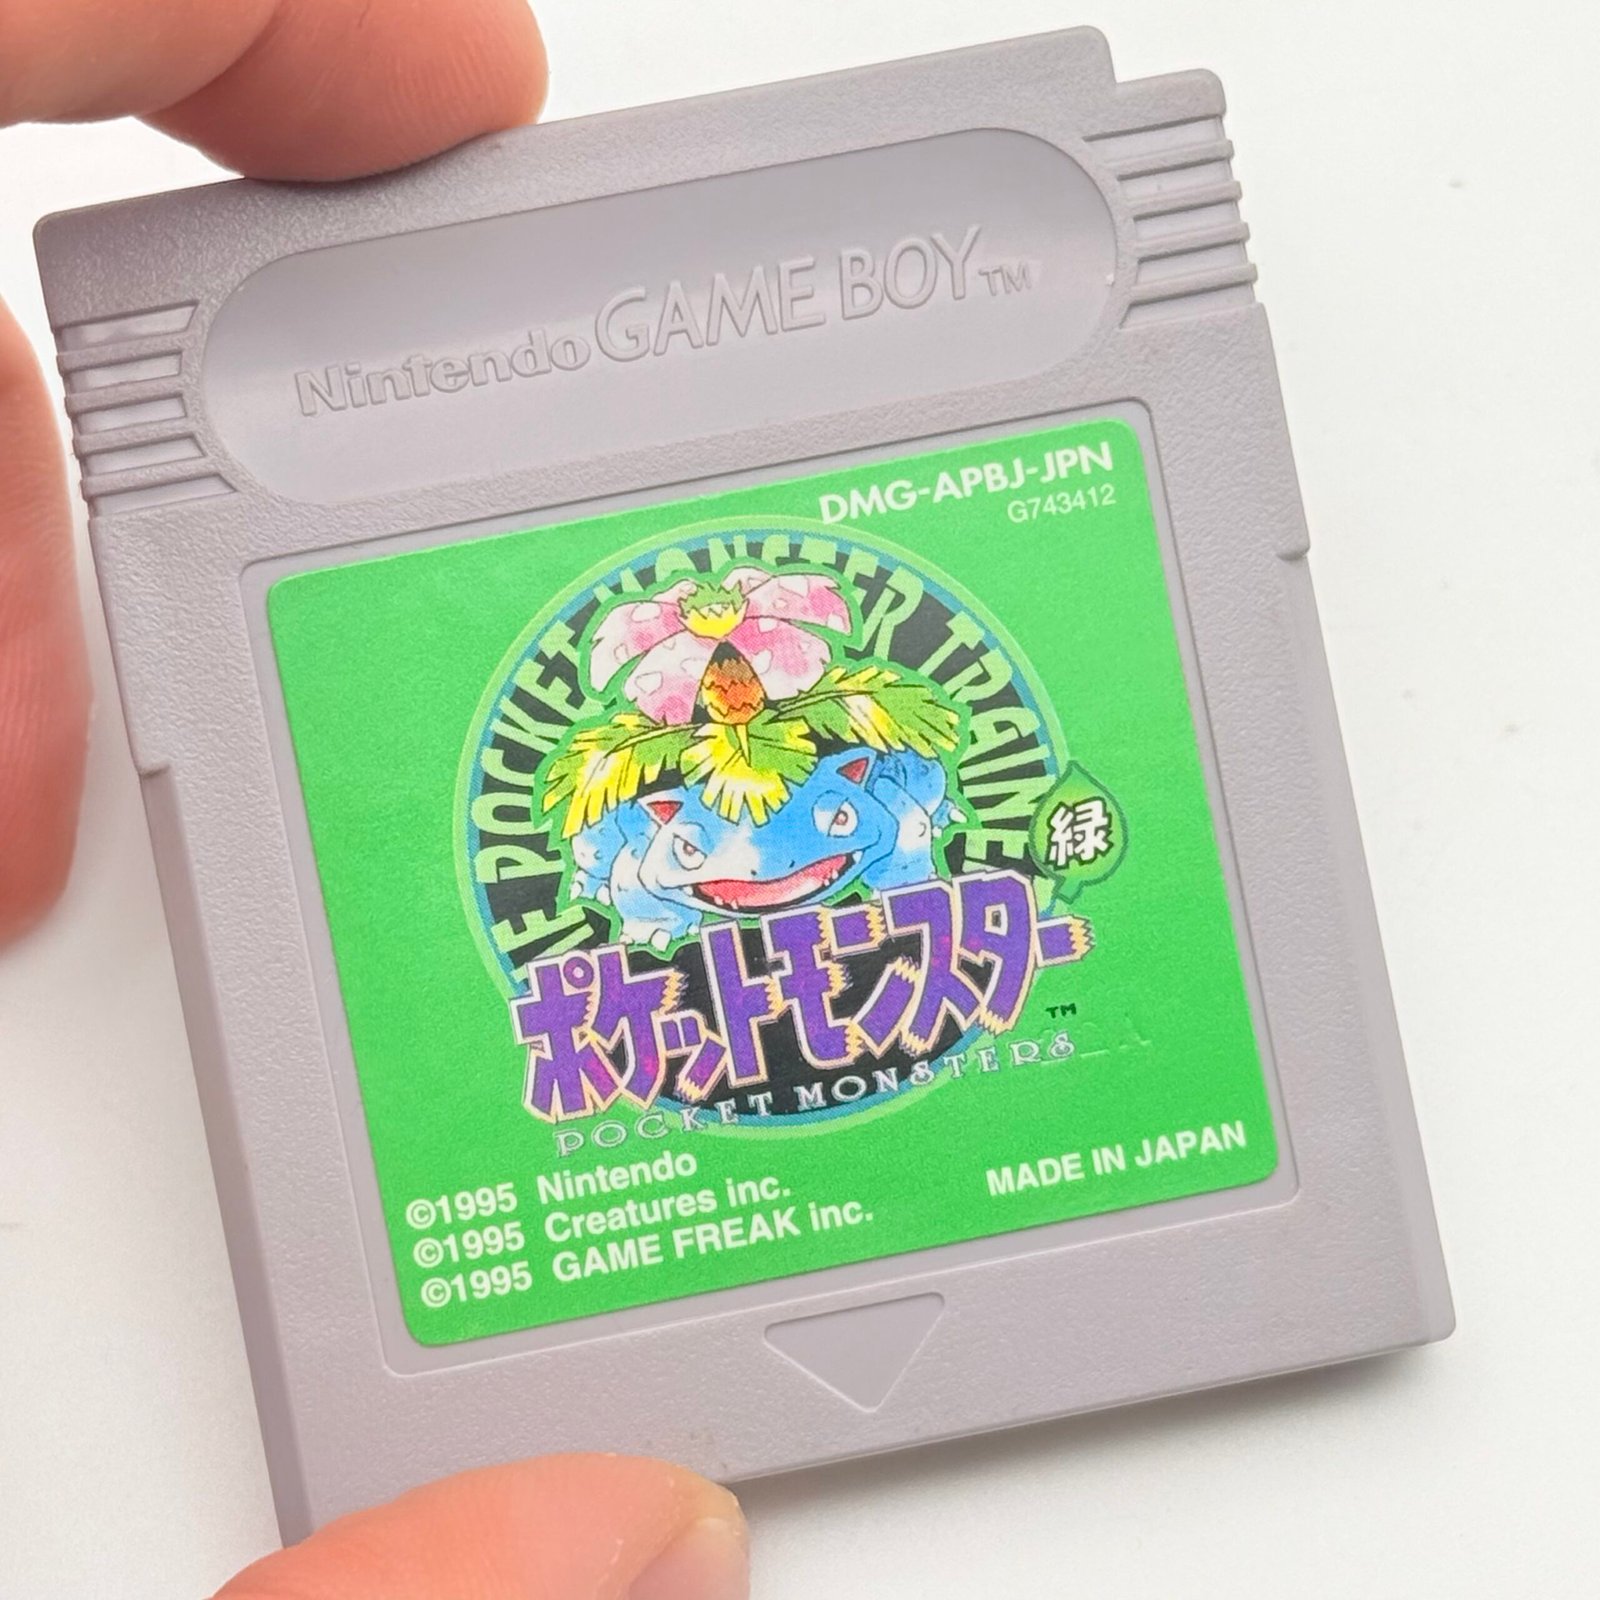 Nintendo GAME BOY™
DMG-APBJ-JPN
G743412
POCKET MONSTER TRAINE
緑
ポケットモンスター
™
POCKET MONSTERS
©1995 Nintendo
©1995 Creatures inc.
©1995 GAME FREAK inc.
MADE IN JAPAN